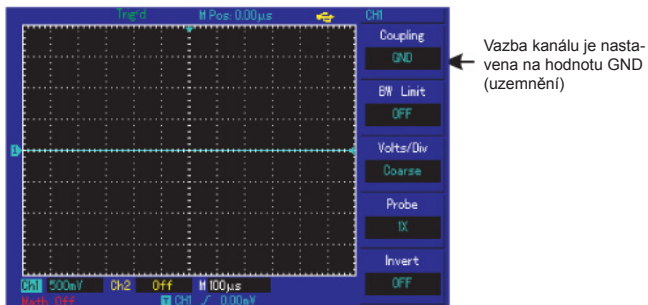 Trig'd M Pos: 0.00μs CH1
Coupling
GND
BW Limit
OFF
Volts/Div
Coarse
Probe
1X
Invert
OFF
1
Ch1 500mV Ch2 Off M 100μs
Math Off T CH1 0.00mV
Vazba kanálu je nasta-
vena na hodnotu GND
(uzemnění)